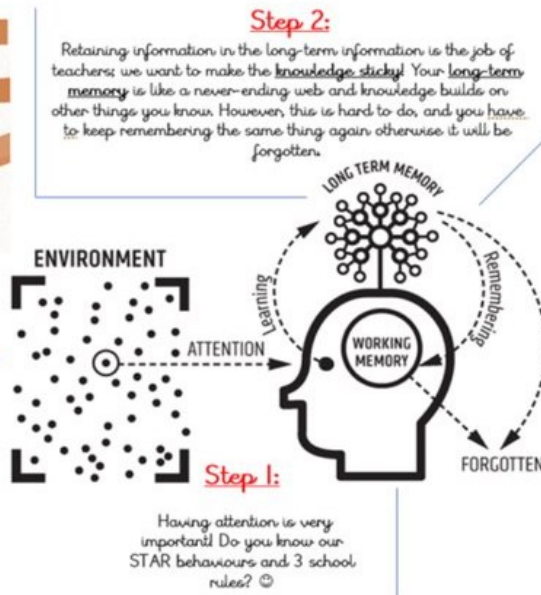 Step 2:
Retaining information in the long-term information is the job of
teachers; we want to make the knowledge sticky! Your long-term
memory is like a never-ending web and knowledge builds on
other things you know. However, this is hard to do, and you have
to keep remembering the same thing again otherwise it will be
forgotten.
LONG TERM MEMORY
ENVIRONMENT
Learning
Remembering
ATTENTION
WORKING
MEMORY
FORGOTTEN
Step 1:
Having attention is very
important! Do you know our
STAR behaviours and 3 school
rules? ☺